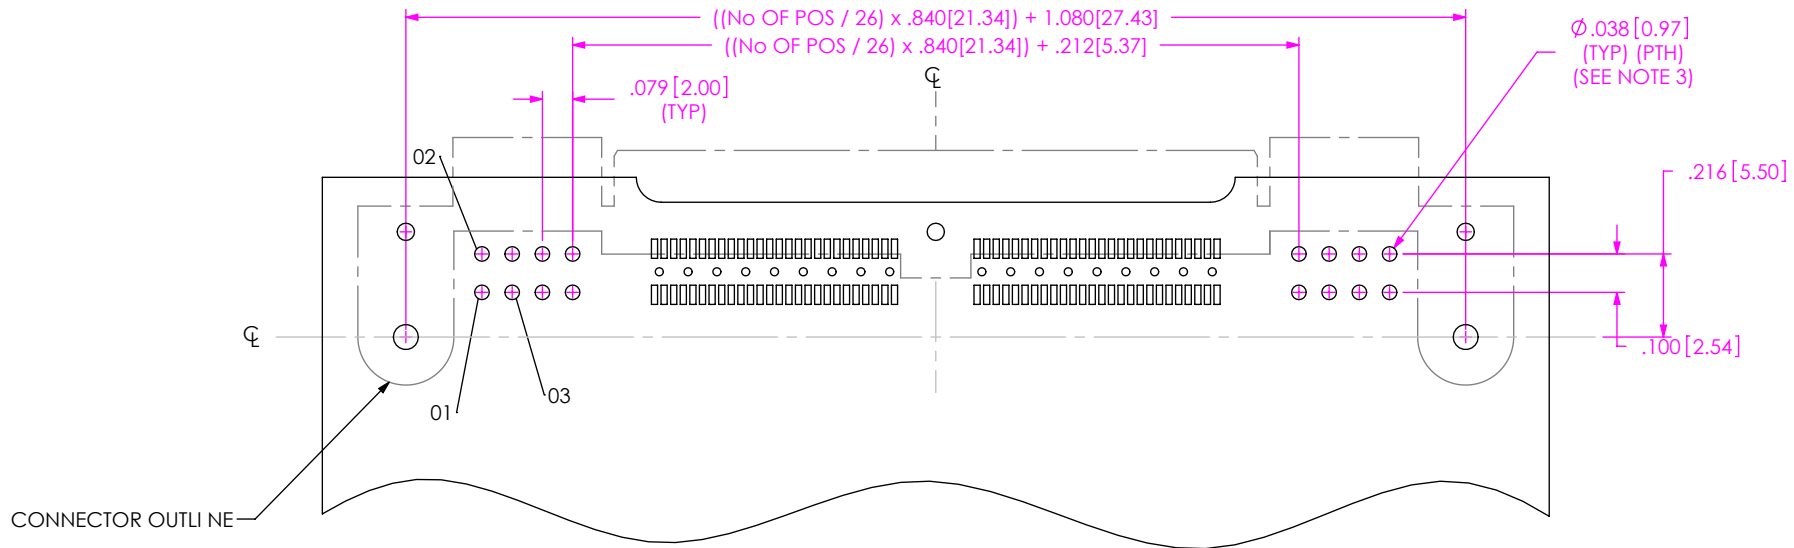 ((No OF POS / 26) x .840[21.34]) + 1.080[27.43]
((No OF POS / 26) x .840[21.34]) + .212[5.37]
Ø.038[0.97]
(TYP) (PTH)
(SEE NOTE 3)
.079[2.00]
(TYP)
℄
02
.216[5.50]
℄
.100[2.54]
03
01
CONNECTOR OUTLI NE